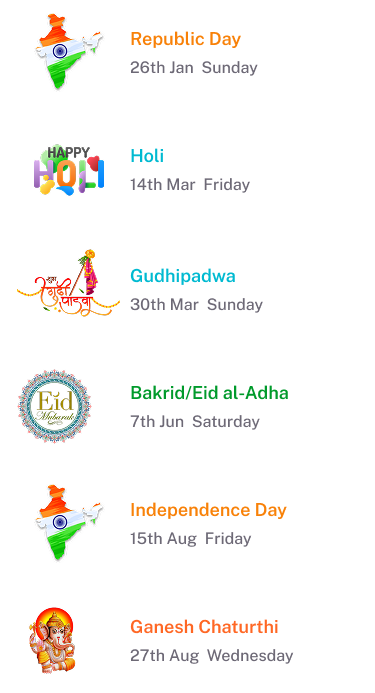 Republic Day
26th Jan Sunday
HAPPY
HOLI
Holi
14th Mar Friday
गुढी
पाडवा
Gudhipadwa
30th Mar Sunday
Eid
Mubarak
Bakrid/Eid al-Adha
7th Jun Saturday
Independence Day
15th Aug Friday
Ganesh Chaturthi
27th Aug Wednesday